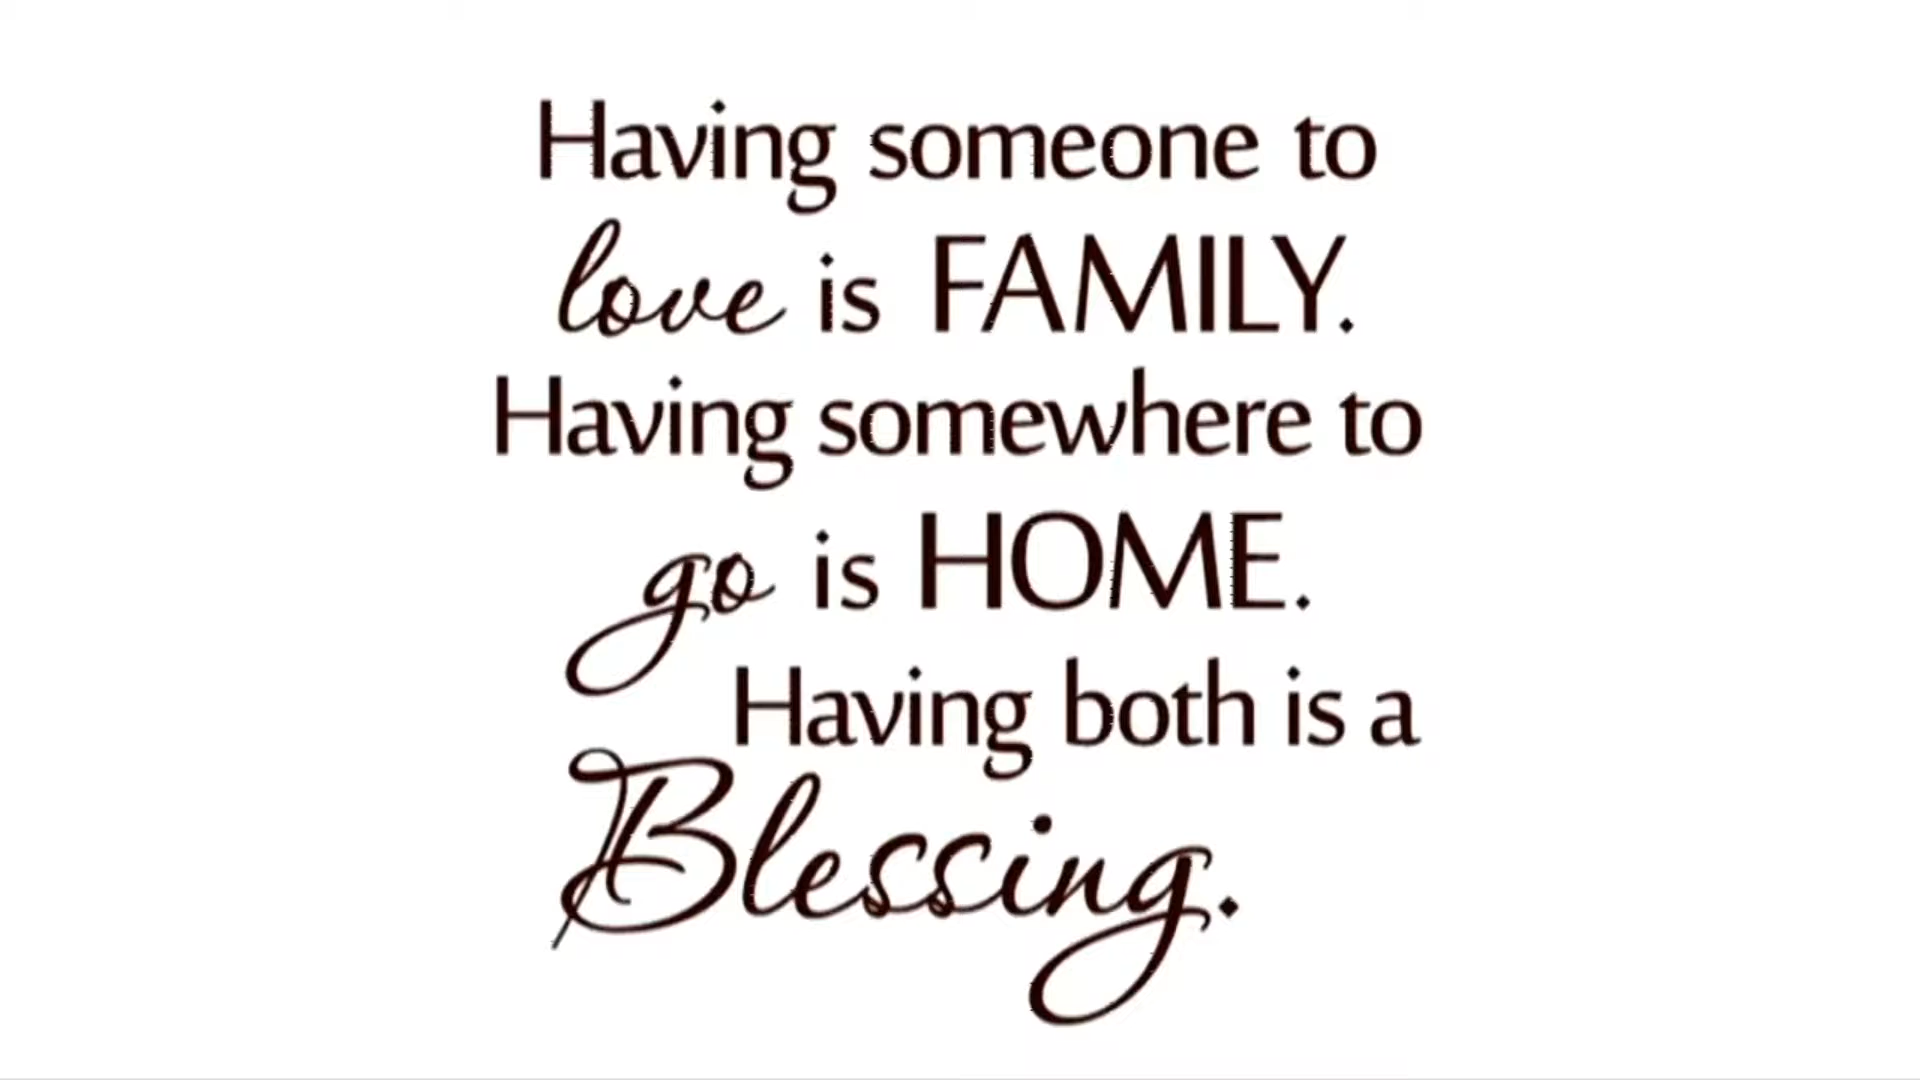 Having someone to
love is FAMILY.
Having somewhere to
go is HOME.
Having both is a
Blessing.